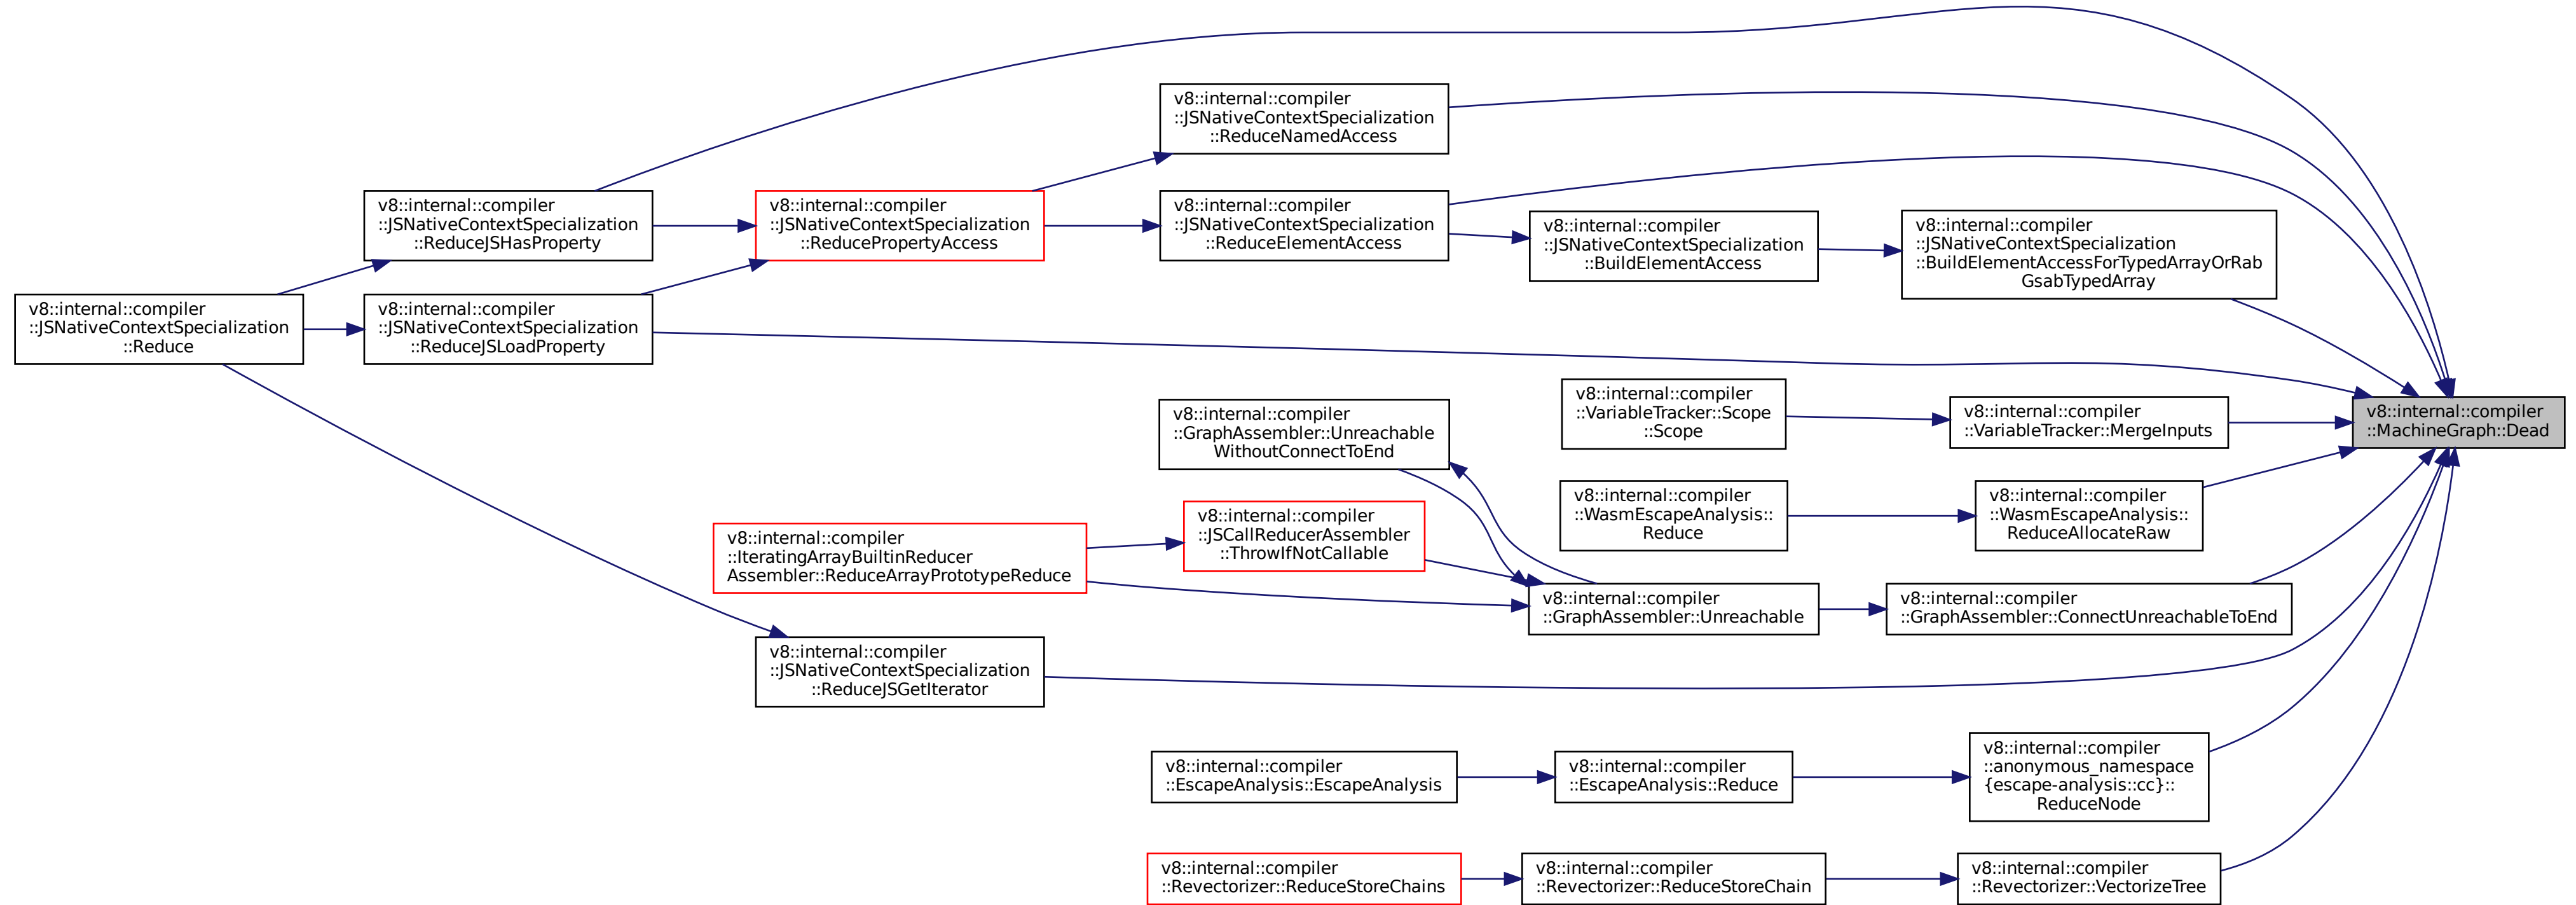 v8::internal::compiler
::JSNativeContextSpecialization
::ReduceNamedAccess
v8::internal::compiler
::JSNativeContextSpecialization
::ReduceJSHasProperty
v8::internal::compiler
::JSNativeContextSpecialization
::ReducePropertyAccess
v8::internal::compiler
::JSNativeContextSpecialization
::ReduceElementAccess
v8::internal::compiler
::JSNativeContextSpecialization
::BuildElementAccess
v8::internal::compiler
::JSNativeContextSpecialization
::BuildElementAccessForTypedArrayOrRab
GsabTypedArray
v8::internal::compiler
::JSNativeContextSpecialization
::Reduce
v8::internal::compiler
::JSNativeContextSpecialization
::ReduceJSLoadProperty
v8::internal::compiler
::VariableTracker::Scope
::Scope
v8::internal::compiler
::VariableTracker::MergeInputs
v8::internal::compiler
::MachineGraph::Dead
v8::internal::compiler
::GraphAssembler::Unreachable
WithoutConnectToEnd
v8::internal::compiler
::WasmEscapeAnalysis::
Reduce
v8::internal::compiler
::WasmEscapeAnalysis::
ReduceAllocateRaw
v8::internal::compiler
::JSCallReducerAssembler
::ThrowIfNotCallable
v8::internal::compiler
::IteratingArrayBuiltinReducer
Assembler::ReduceArrayPrototypeReduce
v8::internal::compiler
::GraphAssembler::Unreachable
v8::internal::compiler
::GraphAssembler::ConnectUnreachableToEnd
v8::internal::compiler
::JSNativeContextSpecialization
::ReduceJSGetIterator
v8::internal::compiler
::EscapeAnalysis::EscapeAnalysis
v8::internal::compiler
::EscapeAnalysis::Reduce
v8::internal::compiler
::anonymous_namespace
{escape-analysis::cc}::
ReduceNode
v8::internal::compiler
::Revectorizer::ReduceStoreChains
v8::internal::compiler
::Revectorizer::ReduceStoreChain
v8::internal::compiler
::Revectorizer::VectorizeTree